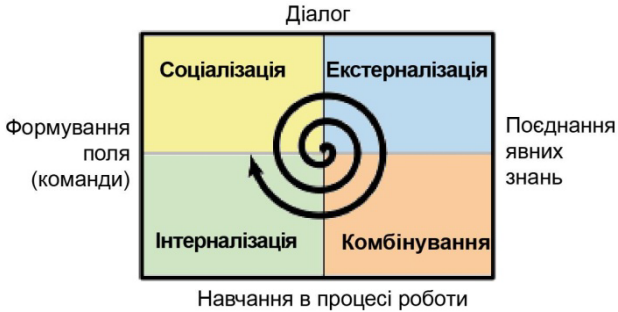 Діалог
Соціалізація
Екстерналізація
Формування
поля
(команди)
Поєднання
явних
знань
Інтерналізація
Комбінування
Навчання в процесі роботи